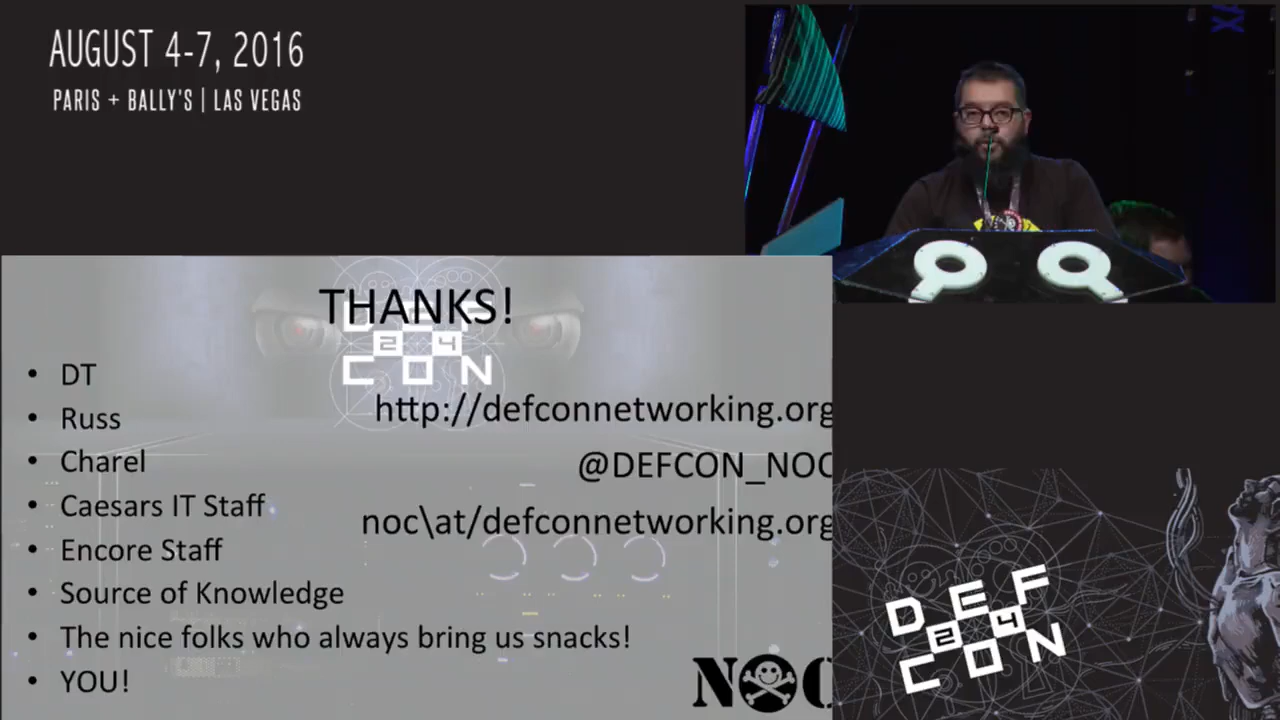 AUGUST 4-7, 2016
PARIS + BALLY'S | LAS VEGAS
THANKS!
DEF
24
CON
• DT
• Russ
• Charel
• Caesars IT Staff
• Encore Staff
• Source of Knowledge
• The nice folks who always bring us snacks!
• YOU!
http://defconnetworking.org
@DEFCON_NOC
noc\at/defconnetworking.org
NOC
DEF
24
CON